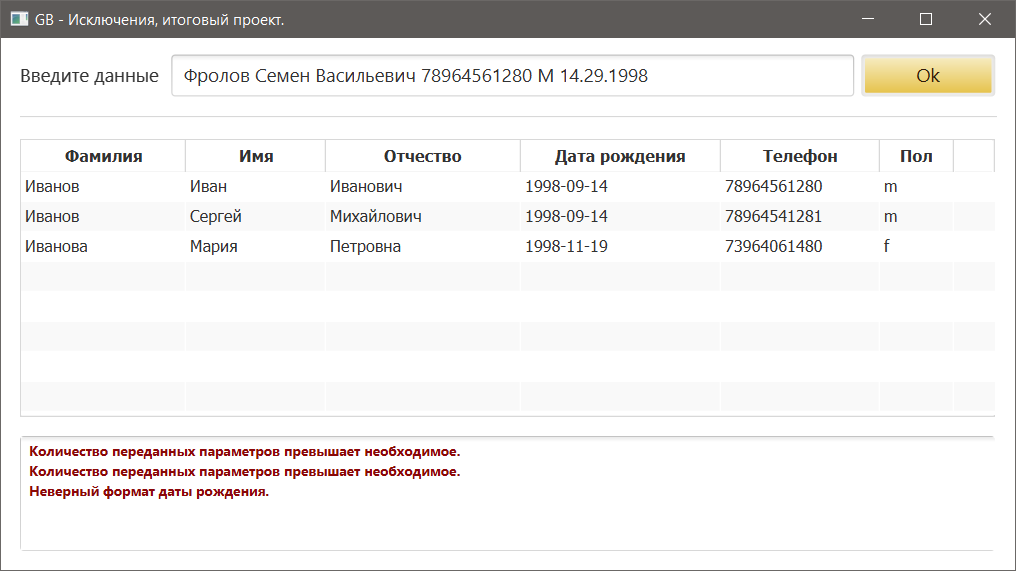 GB - Исключения, итоговый проект.
Введите данные Фролов Семен Васильевич 78964561280 М 14.29.1998 Ok
Фамилия Имя Отчество Дата рождения Телефон Пол
Иванов Иван Иванович 1998-09-14 78964561280 m
Иванов Сергей Михайлович 1998-09-14 78964541281 m
Иванова Мария Петровна 1998-11-19 73964061480 f
Количество переданных параметров превышает необходимое.
Количество переданных параметров превышает необходимое.
Неверный формат даты рождения.